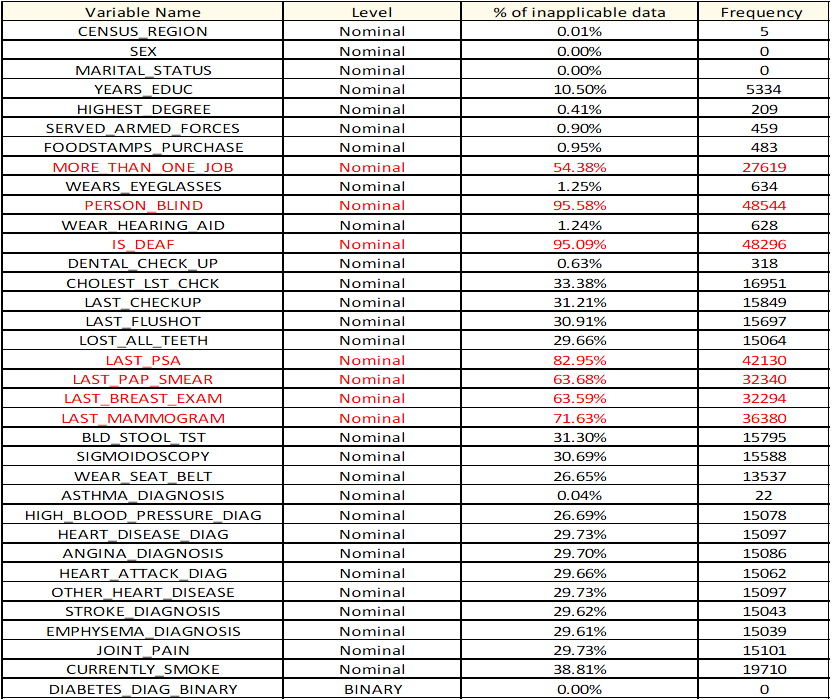 Variable Name Level % of inapplicable data Frequency
CENSUS_REGION Nominal 0.01% 5
SEX Nominal 0.00% 0
MARITAL_STATUS Nominal 0.00% 0
YEARS_EDUC Nominal 10.50% 5334
HIGHEST_DEGREE Nominal 0.41% 209
SERVED_ARMED_FORCES Nominal 0.90% 459
FOODSTAMPS_PURCHASE Nominal 0.95% 483
MORE_THAN_ONE_JOB Nominal 54.38% 27619
WEARS_EYEGLASSES Nominal 1.25% 634
PERSON_BLIND Nominal 95.58% 48544
WEAR_HEARING_AID Nominal 1.24% 628
IS_DEAF Nominal 95.09% 48296
DENTAL_CHECK_UP Nominal 0.63% 318
CHOLEST_LST_CHCK Nominal 33.38% 16951
LAST_CHECKUP Nominal 31.21% 15849
LAST_FLUSHOT Nominal 30.91% 15697
LOST_ALL_TEETH Nominal 29.66% 15064
LAST_PSA Nominal 82.95% 42130
LAST_PAP_SMEAR Nominal 63.68% 32340
LAST_BREAST_EXAM Nominal 63.59% 32294
LAST_MAMMOGRAM Nominal 71.63% 36380
BLD_STOOL_TST Nominal 31.30% 15795
SIGMOIDOSCOPY Nominal 30.69% 15588
WEAR_SEAT_BELT Nominal 26.65% 13537
ASTHMA_DIAGNOSIS Nominal 0.04% 22
HIGH_BLOOD_PRESSURE_DIAG Nominal 26.69% 15078
HEART_DISEASE_DIAG Nominal 29.73% 15097
ANGINA_DIAGNOSIS Nominal 29.70% 15086
HEART_ATTACK_DIAG Nominal 29.66% 15062
OTHER_HEART_DISEASE Nominal 29.73% 15097
STROKE_DIAGNOSIS Nominal 29.62% 15043
EMPHYSEMA_DIAGNOSIS Nominal 29.61% 15039
JOINT_PAIN Nominal 29.73% 15101
CURRENTLY_SMOKE Nominal 38.81% 19710
DIABETES_DIAG_BINARY BINARY 0.00% 0